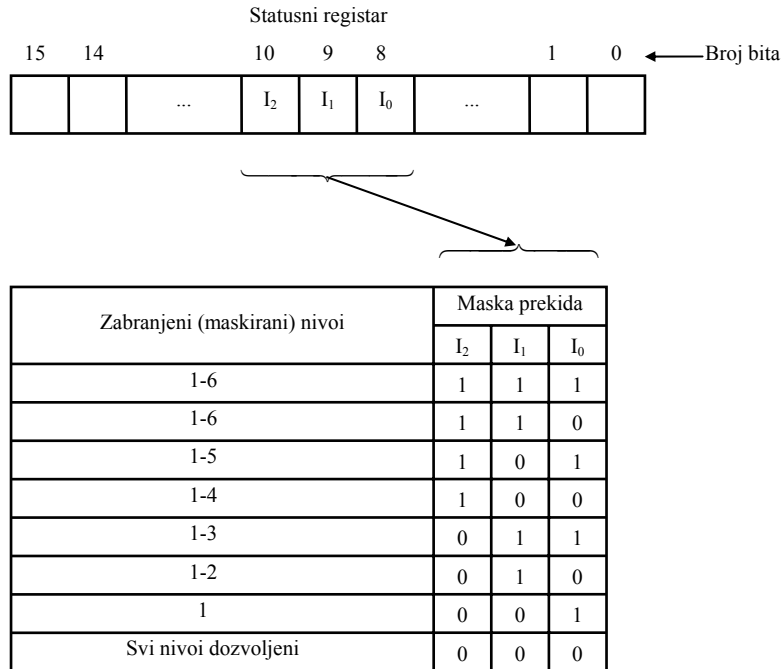 Statusni registar
15 14 10 9 8 1 0 Broj bita
... I₂ I₁ I₀ ...
Zabranjeni (maskirani) nivoi Maska prekida
I₂ I₁ I₀
1-6 1 1 1
1-6 1 1 0
1-5 1 0 1
1-4 1 0 0
1-3 0 1 1
1-2 0 1 0
1 0 0 1
Svi nivoi dozvoljeni 0 0 0